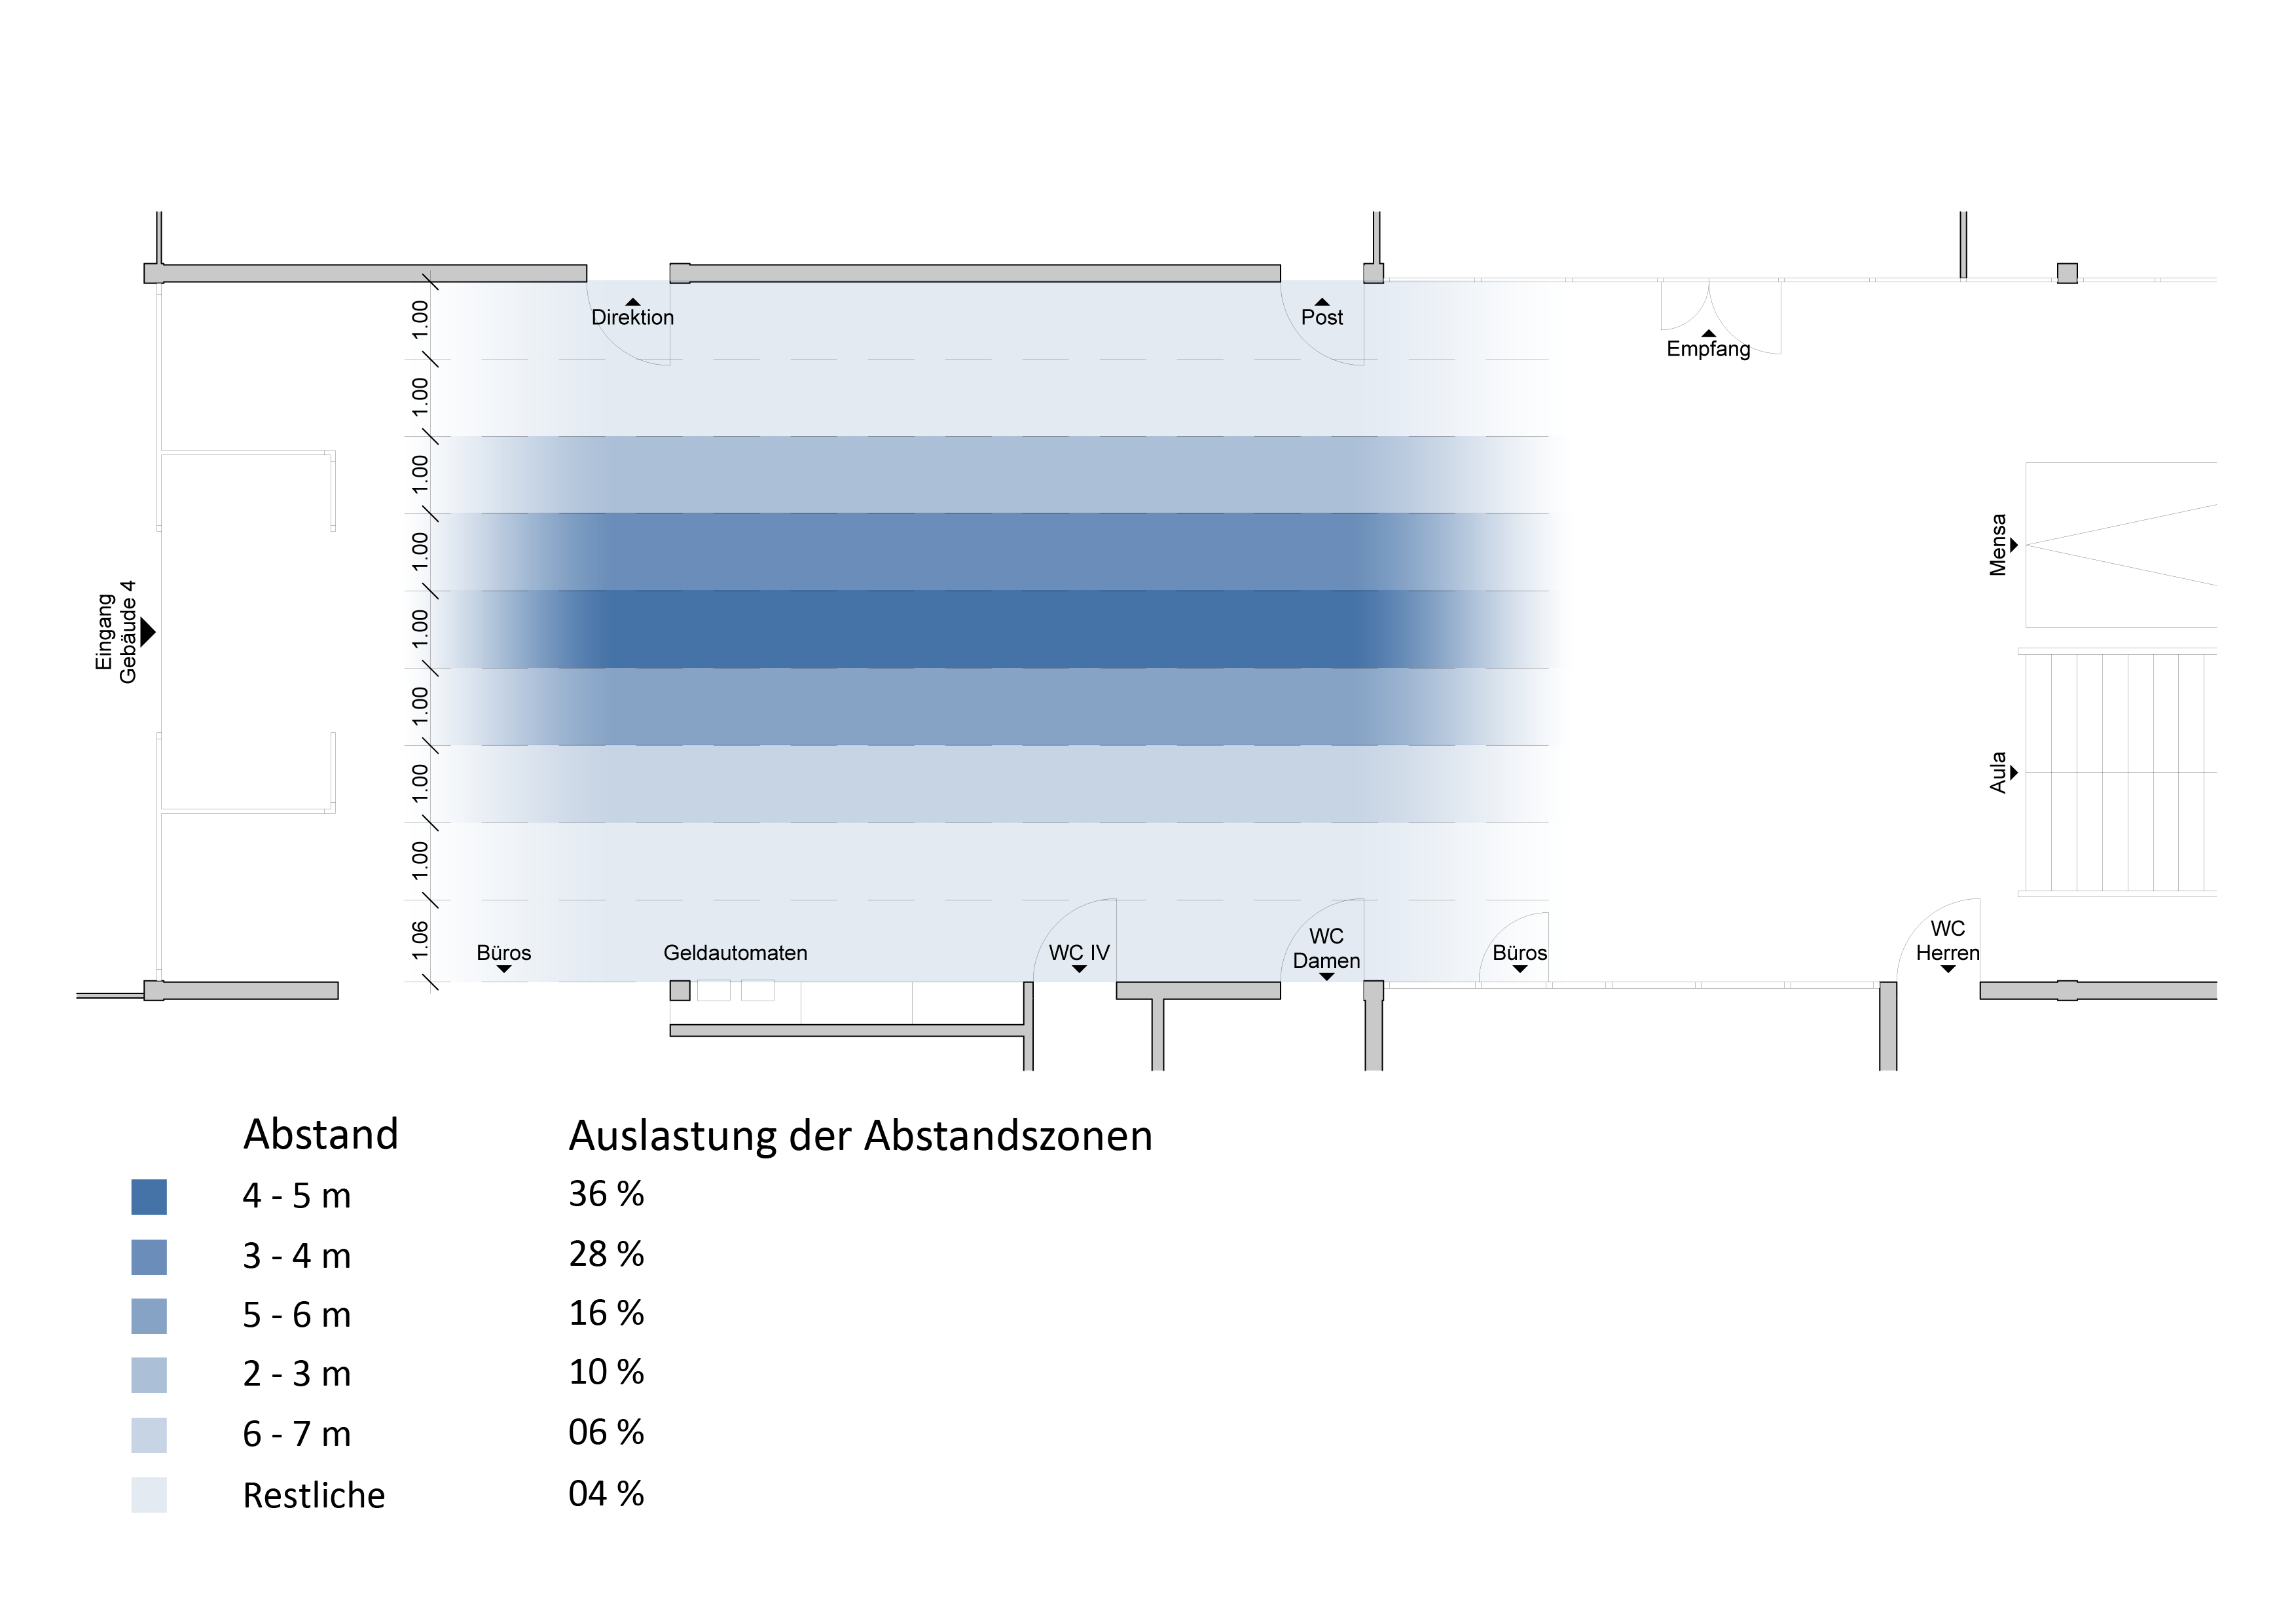 1.00
Direktion
Post
Empfang
1.00
1.00
1.00
Mensa
Eingang
Gebäude 4
1.00
1.00
1.00
Aula
1.00
1.06
Büros
Geldautomaten
WC IV
WC
Damen
Büros
WC
Herren
Abstand Auslastung der Abstandszonen
4 - 5 m 36 %
3 - 4 m 28 %
5 - 6 m 16 %
2 - 3 m 10 %
6 - 7 m 06 %
Restliche 04 %